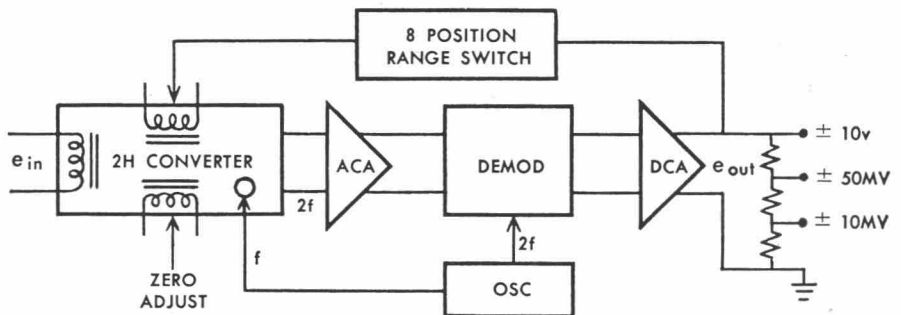 8 POSITION
RANGE SWITCH
e in
2H CONVERTER
2f
ACA
DEMOD
DCA
e out
± 10v
± 50MV
± 10MV
f
2f
ZERO
ADJUST
OSC